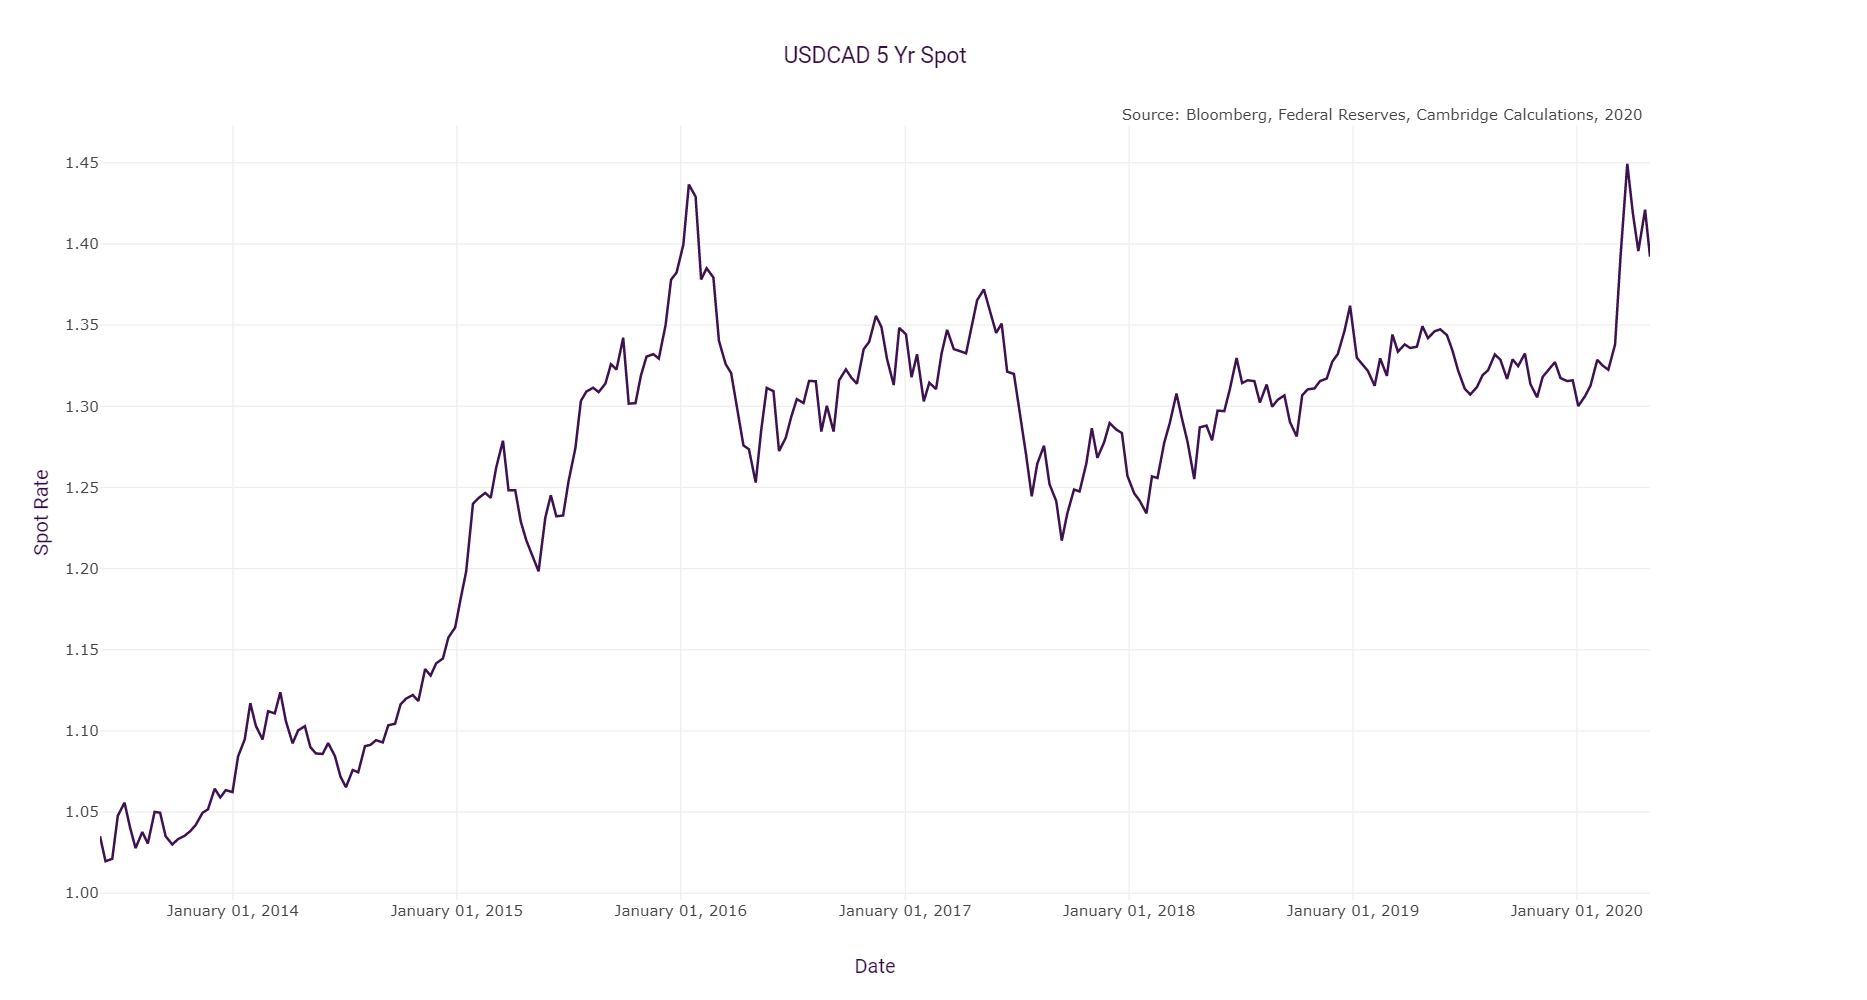 USDCAD 5 Yr Spot
Source: Bloomberg, Federal Reserves, Cambridge Calculations, 2020
1.45
1.40
1.35
1.30
1.25
1.20
1.15
1.10
1.05
1.00
Spot Rate
January 01, 2014
January 01, 2015
January 01, 2016
January 01, 2017
January 01, 2018
January 01, 2019
January 01, 2020
Date